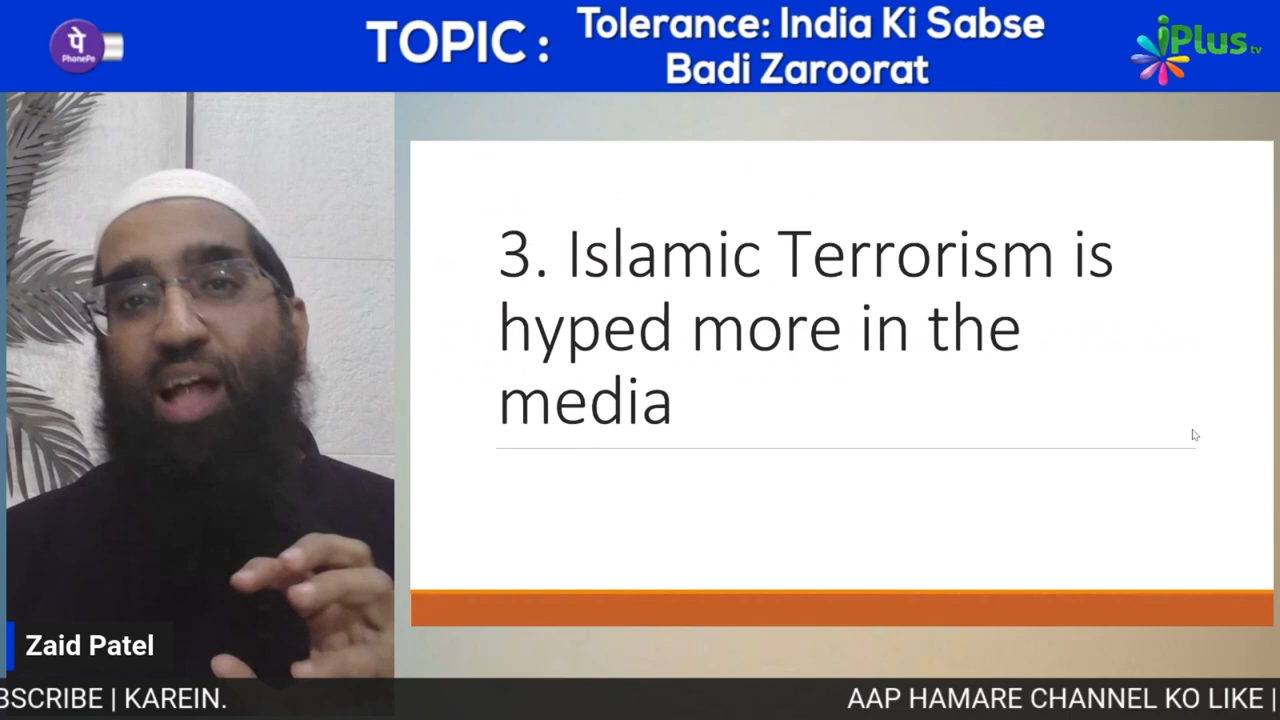 पे
PhonePe
TOPIC :
Tolerance: India Ki Sabse
Badi Zaroorat
iPlus tv
3. Islamic Terrorism is
hyped more in the
media
Zaid Patel
BSCRIBE | KAREIN.
AAP HAMARE CHANNEL KO LIKE |